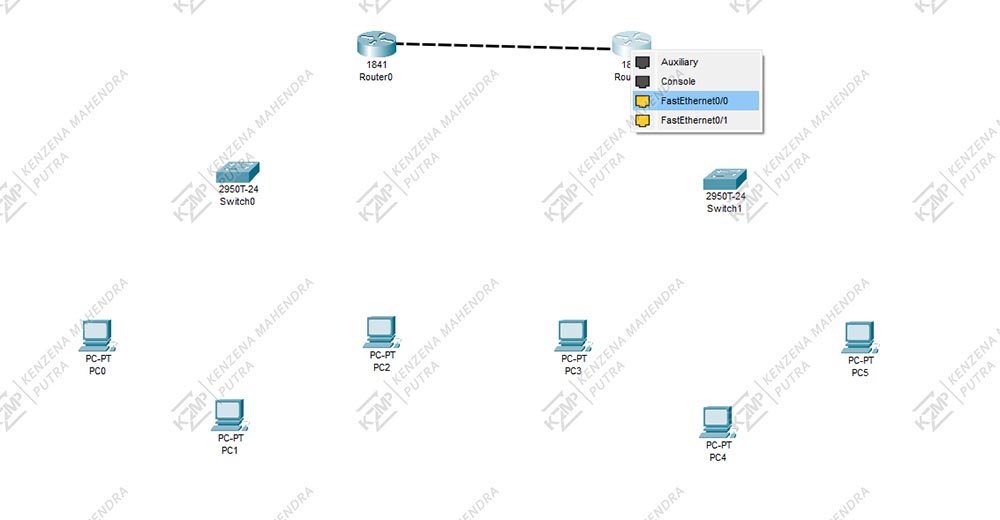 1841
Router0
18
Rou
Auxiliary
Console
FastEthernet0/0
FastEthernet0/1
2950T-24
Switch0
2950T-24
Switch1
PC-PT
PC0
PC-PT
PC2
PC-PT
PC3
PC-PT
PC5
PC-PT
PC1
PC-PT
PC4
KZMP
KENZENA MAHENDRA
PUTRA